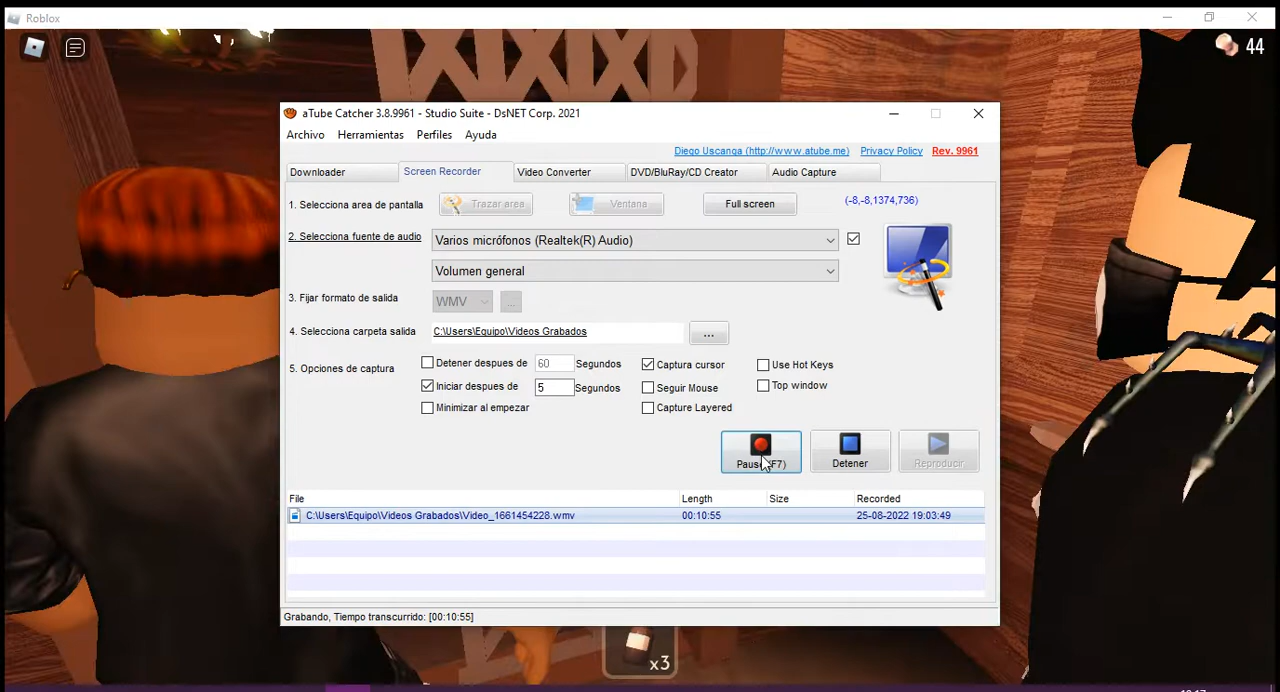 Roblox
44
aTube Catcher 3.8.9961 - Studio Suite - DsNET Corp. 2021
Archivo Herramientas Perfiles Ayuda
Diego Uscanga (http://www.atube.me) Privacy Policy Rev. 9961
Downloader Screen Recorder Video Converter DVD/BluRay/CD Creator Audio Capture
1. Selecciona area de pantalla Trazar area Ventana Full screen (-8,-8,1374,736)
2. Selecciona fuente de audio Varios micrófonos (Realtek(R) Audio)
Volumen general
3. Fijar formato de salida WMV ...
4. Selecciona carpeta salida C:\Users\Equipo\Videos Grabados ...
5. Opciones de captura
Detener despues de 60 Segundos Captura cursor Use Hot Keys
Iniciar despues de 5 Segundos Seguir Mouse Top window
Minimizar al empezar Capture Layered
Detener Reproducir
File Length Size Recorded
C:\Users\Equipo\Videos Grabados\Video_1661454228.wmv 00:10:55 25-08-2022 19:03:49
Grabando, Tiempo transcurrido: [00:10:55]
x3